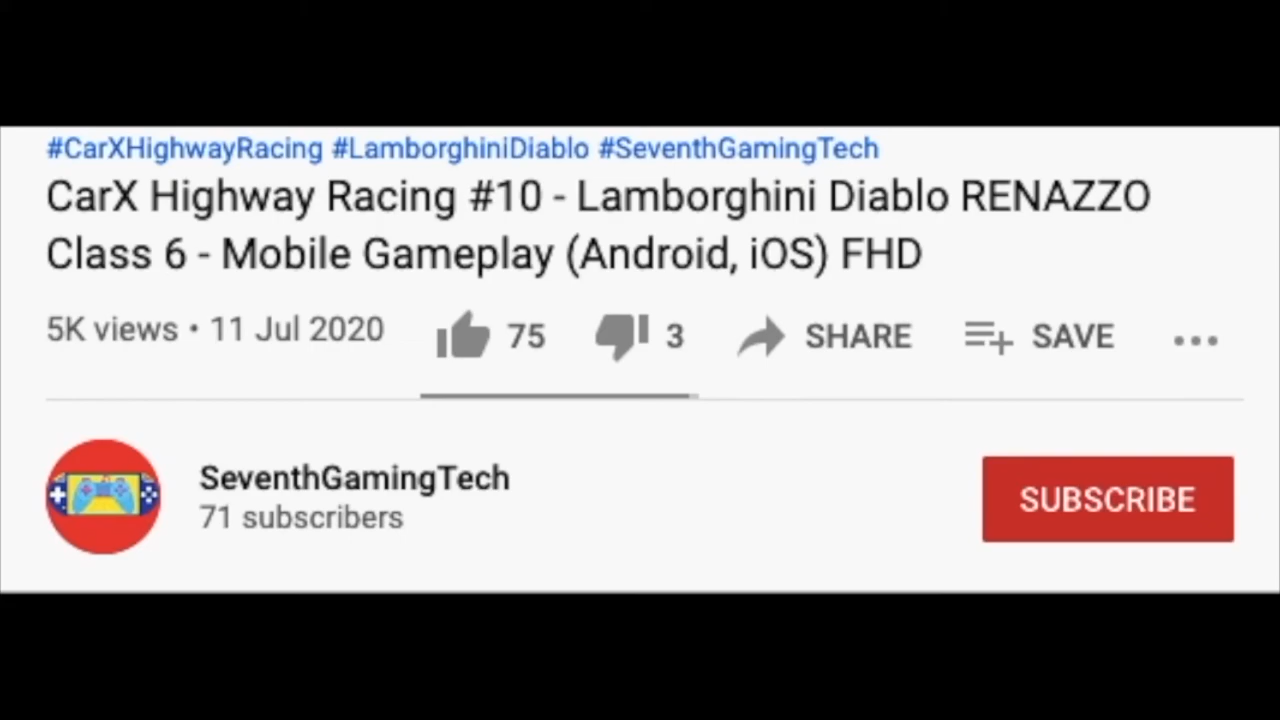 #CarXHighwayRacing #LamborghiniDiablo #SeventhGamingTech
CarX Highway Racing #10 - Lamborghini Diablo RENAZZO
Class 6 - Mobile Gameplay (Android, iOS) FHD
5K views • 11 Jul 2020 75 3 SHARE SAVE
SeventhGamingTech
71 subscribers
SUBSCRIBE